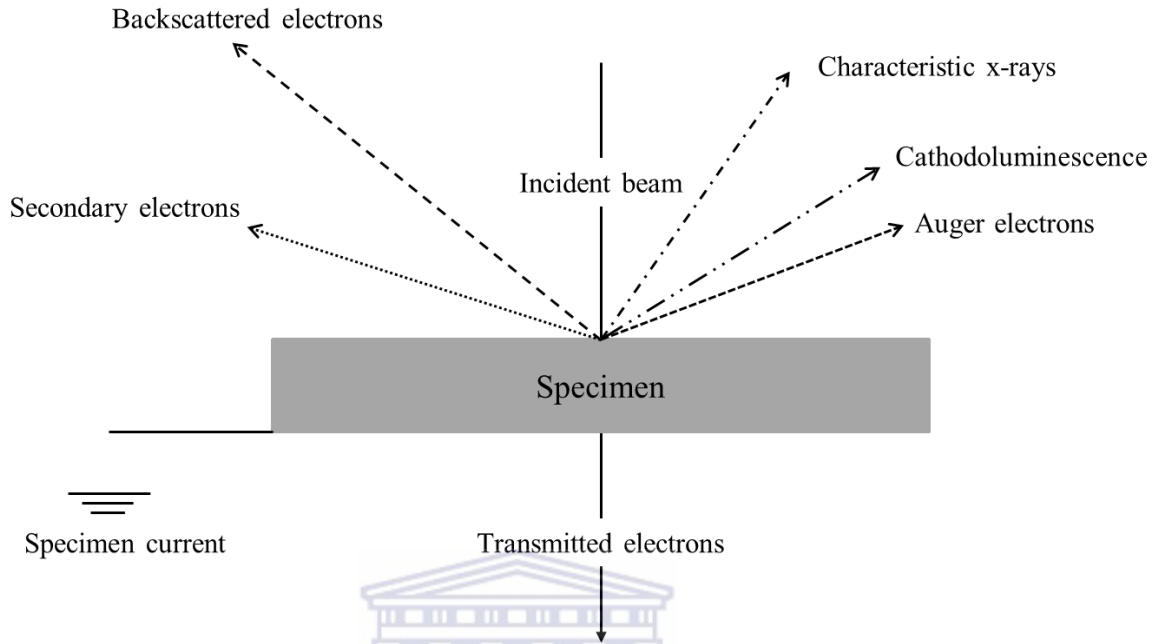 Backscattered electrons
Characteristic x-rays
Cathodoluminescence
Incident beam
Secondary electrons
Auger electrons
Specimen
Specimen current
Transmitted electrons